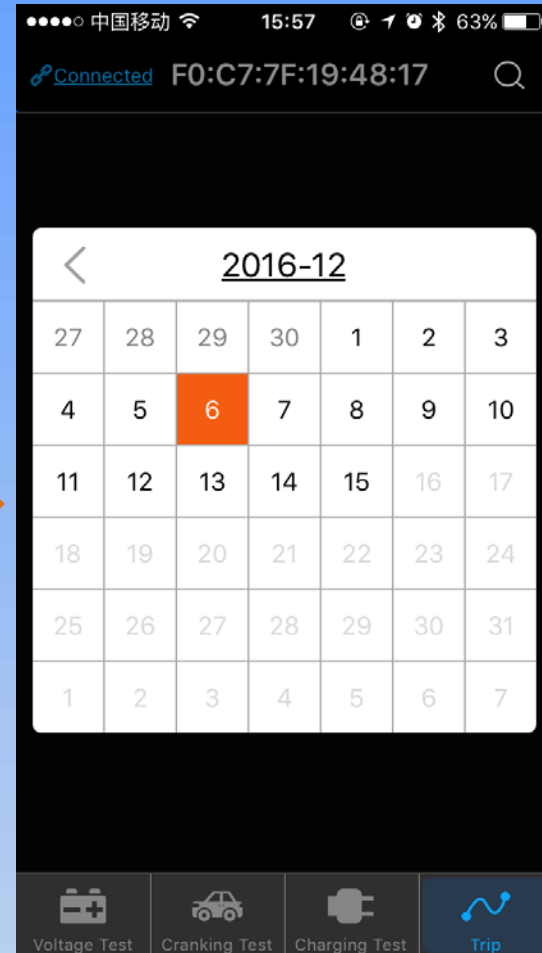 中国移动 15:57 63%
Connected F0:C7:7F:19:48:17
2016-12
27 28 29 30 1 2 3
4 5 6 7 8 9 10
11 12 13 14 15 16 17
18 19 20 21 22 23 24
25 26 27 28 29 30 31
1 2 3 4 5 6 7
Voltage Test Cranking Test Charging Test Trip